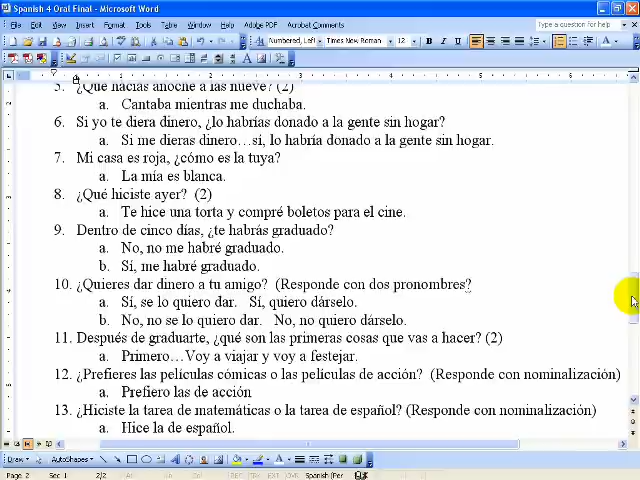 Spanish 4 Oral Final - Microsoft Word
File Edit View Insert Format Tools Table Window Help Adobe PDF Acrobat Comments
Type a question for help
Numbered, Left: Times New Roman 12
5. ¿Qué hacías anoche a las nueve? (2)
a. Cantaba mientras me duchaba.
6. Si yo te diera dinero, ¿lo habrías donado a la gente sin hogar?
a. Si me dieras dinero…sí, lo habría donado a la gente sin hogar.
7. Mi casa es roja, ¿cómo es la tuya?
a. La mía es blanca.
8. ¿Qué hiciste ayer? (2)
a. Te hice una torta y compré boletos para el cine.
9. Dentro de cinco días, ¿te habrás graduado?
a. No, no me habré graduado.
b. Sí, me habré graduado.
10. ¿Quieres dar dinero a tu amigo? (Responde con dos pronombres?
a. Sí, se lo quiero dar. Sí, quiero dárselo.
b. No, no se lo quiero dar. No, no quiero dárselo.
11. Después de graduarte, ¿qué son las primeras cosas que vas a hacer? (2)
a. Primero…Voy a viajar y voy a festejar.
12. ¿Prefieres las películas cómicas o las películas de acción? (Responde con nominalización)
a. Prefiero las de acción
13. ¿Hiciste la tarea de matemáticas o la tarea de español? (Responde con nominalización)
a. Hice la de español.
Draw AutoShapes
Page 2 Sec 1 2/2 REC TRK EXT OVR Spanish (Per